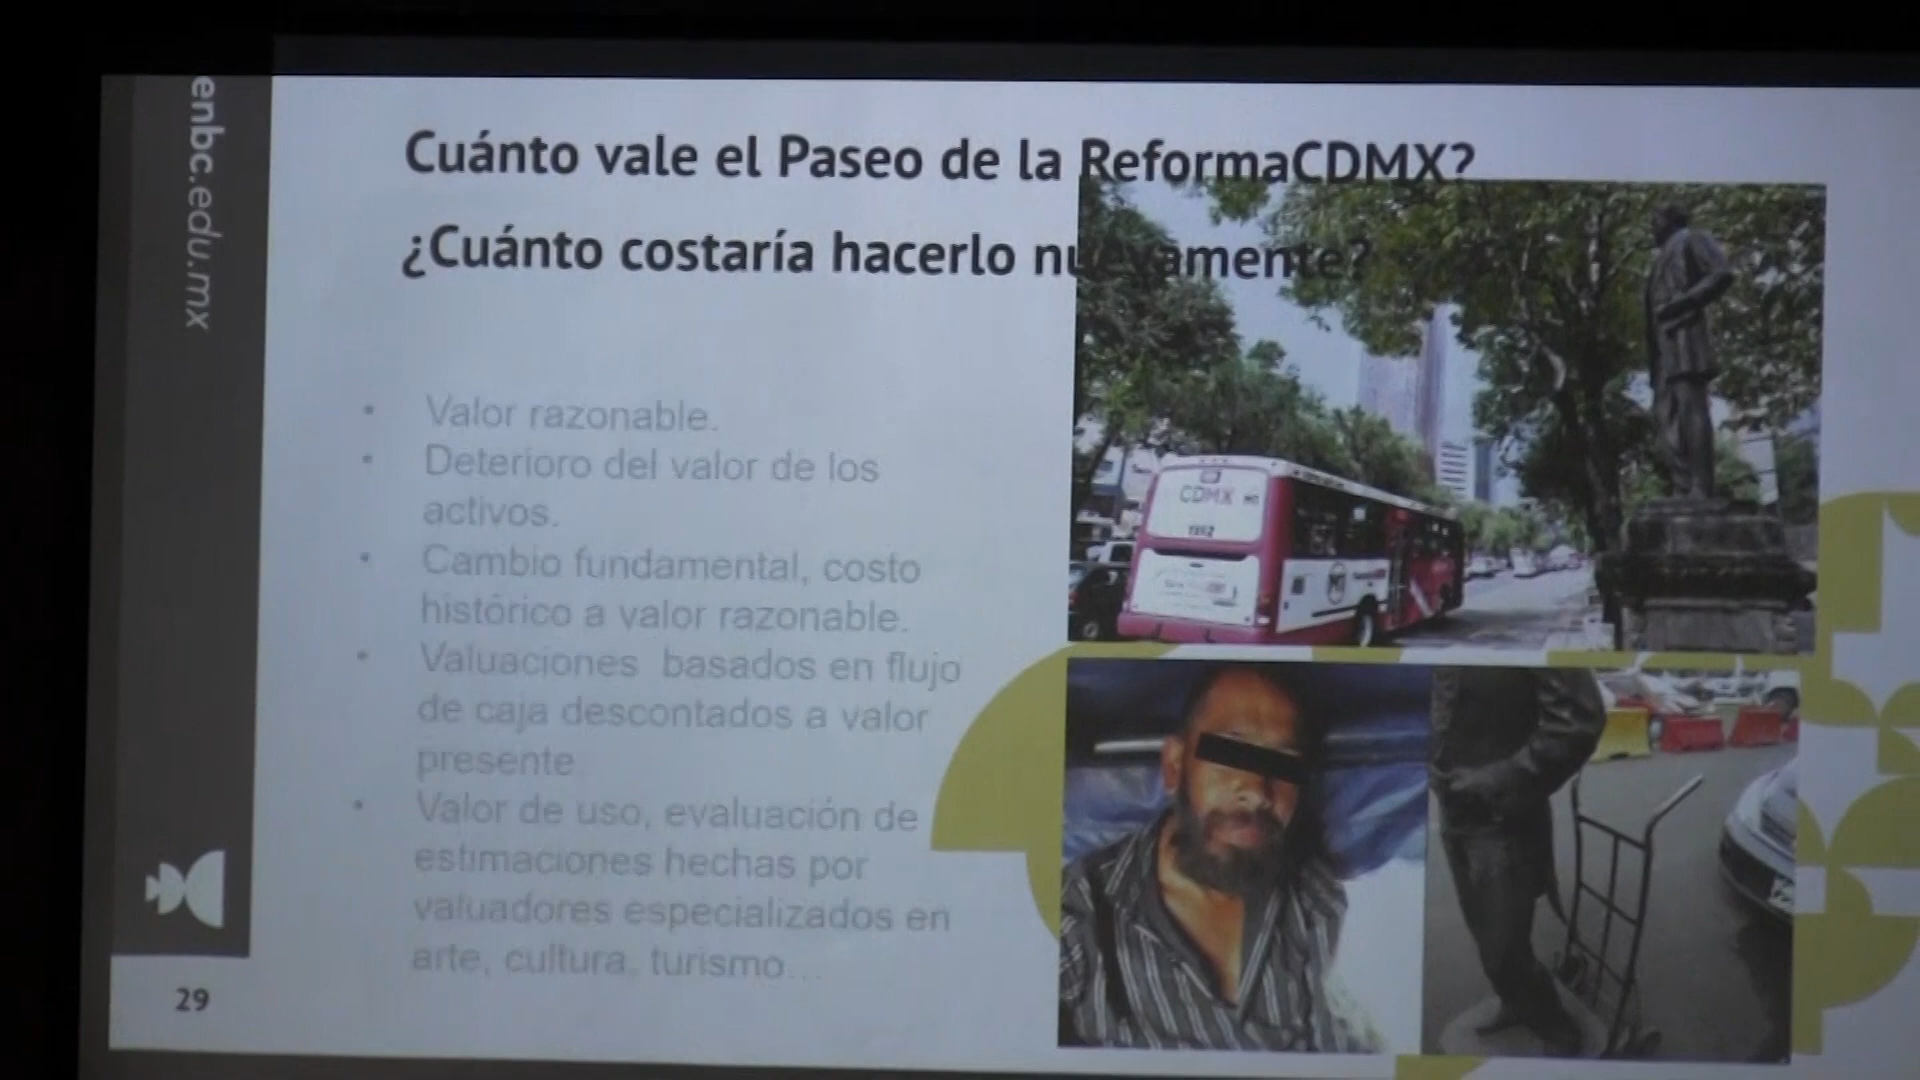 enbc.edu.mx
Cuánto vale el Paseo de la ReformaCDMX?
¿Cuánto costaría hacerlo nuevamente?
• Valor razonable.
• Deterioro del valor de los
activos.
• Cambio fundamental, costo
histórico a valor razonable.
• Valuaciones basados en flujo
de caja descontados a valor
presente
• Valor de uso, evaluación de
estimaciones hechas por
valuadores especializados en
arte, cultura, turismo...
CDMX
M1
29